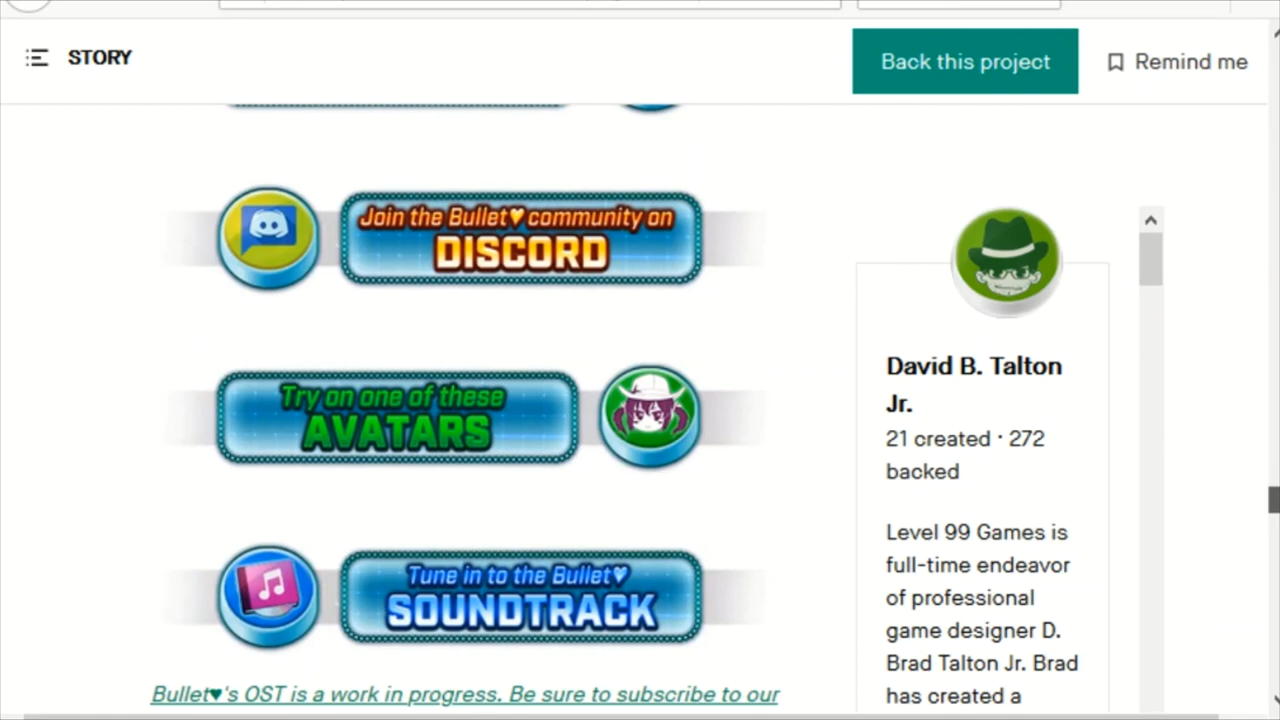 STORY
Back this project
Remind me
Join the Bullet♥ community on
DISCORD
Try on one of these
AVATARS
Tune in to the Bullet♥
SOUNDTRACK
Bullet♥'s OST is a work in progress. Be sure to subscribe to our
David B. Talton
Jr.
21 created · 272
backed
Level 99 Games is
full-time endeavor
of professional
game designer D.
Brad Talton Jr. Brad
has created a